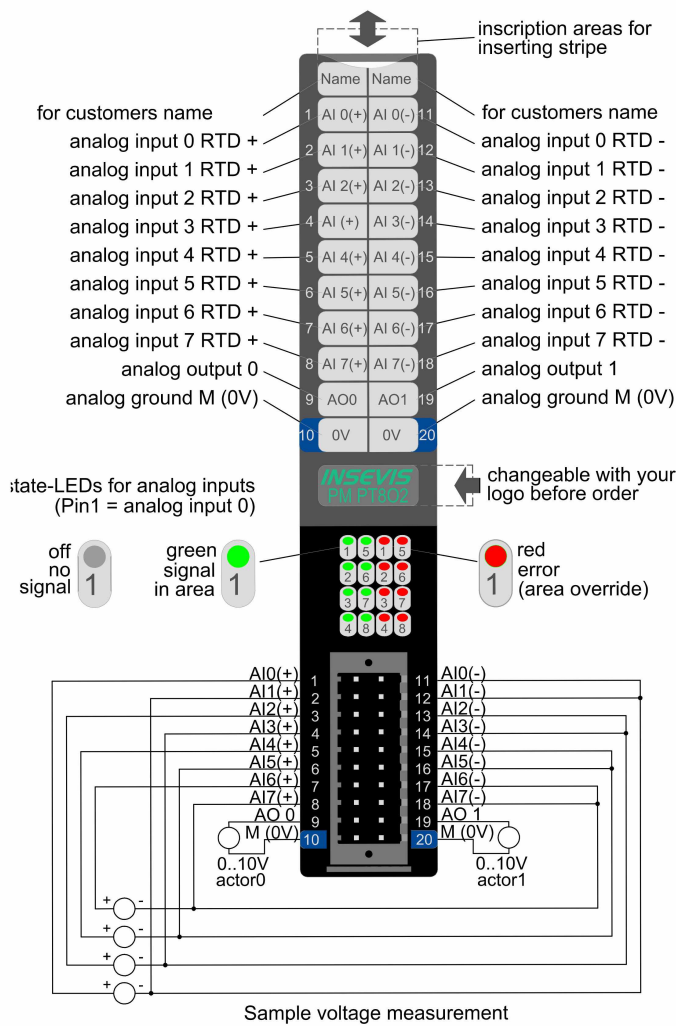 inscription areas for
inserting stripe
Name Name
for customers name
for customers name
1 AI 0(+) AI 0(-) 11
analog input 0 RTD +
analog input 0 RTD -
2 AI 1(+) AI 1(-) 12
analog input 1 RTD +
analog input 1 RTD -
3 AI 2(+) AI 2(-) 13
analog input 2 RTD +
analog input 2 RTD -
4 AI (+) AI 3(-) 14
analog input 3 RTD +
analog input 3 RTD -
5 AI 4(+) AI 4(-) 15
analog input 4 RTD +
analog input 4 RTD -
6 AI 5(+) AI 5(-) 16
analog input 5 RTD +
analog input 5 RTD -
7 AI 6(+) AI 6(-) 17
analog input 6 RTD +
analog input 6 RTD -
8 AI 7(+) AI 7(-) 18
analog input 7 RTD +
analog input 7 RTD -
9 AO0 AO1 19
analog output 0
analog output 1
10 0V 0V 20
analog ground M (0V)
analog ground M (0V)
INSEVIS
PM PT8O2
changeable with your
logo before order
state-LEDs for analog inputs
(Pin1 = analog input 0)
off
no
signal
1
green
signal
in area
1
1 5 1 5
2 6 2 6
3 7 3 7
4 8 4 8
1
red
error
(area override)
AI0(+) 1 11 AI0(-)
AI1(+) 2 12 AI1(-)
AI2(+) 3 13 AI2(-)
AI3(+) 4 14 AI3(-)
AI4(+) 5 15 AI4(-)
AI5(+) 6 16 AI5(-)
AI6(+) 7 17 AI6(-)
AI7(+) 8 18 AI7(-)
AO 0 9 19 AO 1
M (0V) 10 20 M (0V)
0..10V
actor0
0..10V
actor1
+ -
+ -
+ -
+ -
Sample voltage measurement